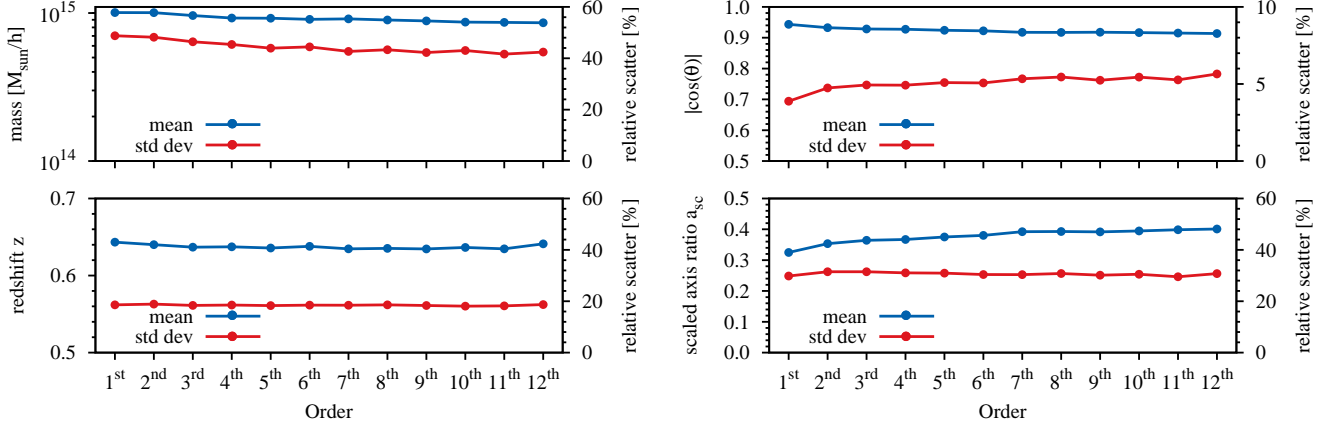 mass [M_sun/h]
10^15
10^14
mean
std dev
60
40
20
0
relative scatter [%]
|cos(θ)|
1.0
0.9
0.8
0.7
0.6
0.5
mean
std dev
10
5
0
relative scatter [%]
redshift z
0.7
0.6
0.5
mean
std dev
60
40
20
0
relative scatter [%]
1st 2nd 3rd 4th 5th 6th 7th 8th 9th 10th 11th 12th
Order
scaled axis ratio a_sc
0.5
0.4
0.3
0.2
0.1
0.0
mean
std dev
60
40
20
0
relative scatter [%]
1st 2nd 3rd 4th 5th 6th 7th 8th 9th 10th 11th 12th
Order